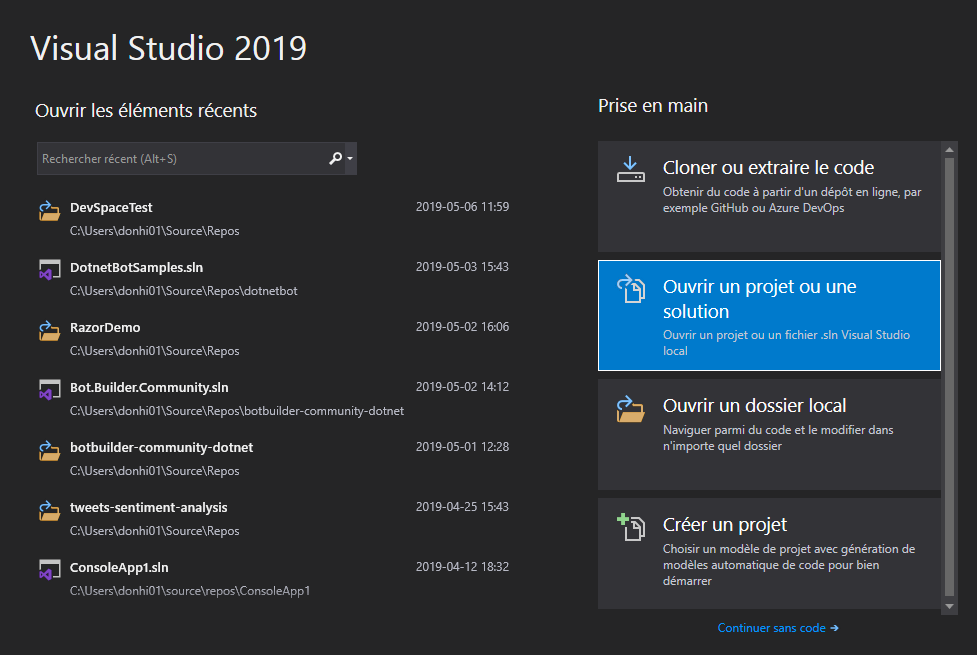 Visual Studio 2019
Ouvrir les éléments récents
Rechercher récent (Alt+S)
DevSpaceTest 2019-05-06 11:59
C:\Users\donhi01\Source\Repos
DotnetBotSamples.sln 2019-05-03 15:43
C:\Users\donhi01\Source\Repos\dotnetbot
RazorDemo 2019-05-02 16:06
C:\Users\donhi01\Source\Repos
Bot.Builder.Community.sln 2019-05-02 14:12
C:\Users\donhi01\Source\Repos\botbuilder-community-dotnet
botbuilder-community-dotnet 2019-05-01 12:28
C:\Users\donhi01\Source\Repos
tweets-sentiment-analysis 2019-04-25 15:43
C:\Users\donhi01\Source\Repos
ConsoleApp1.sln 2019-04-12 18:32
C:\Users\donhi01\source\repos\ConsoleApp1
Prise en main
Cloner ou extraire le code
Obtenir du code à partir d'un dépôt en ligne, par
exemple GitHub ou Azure DevOps
Ouvrir un projet ou une
solution
Ouvrir un projet ou un fichier .sln Visual Studio
local
Ouvrir un dossier local
Naviguer parmi du code et le modifier dans
n'importe quel dossier
Créer un projet
Choisir un modèle de projet avec génération de
modèles automatique de code pour bien
démarrer
Continuer sans code →